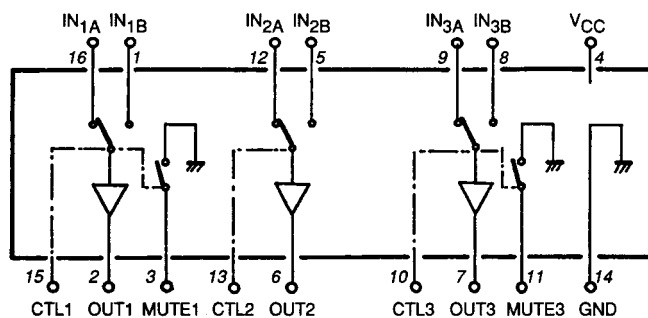 IN1A IN1B IN2A IN2B IN3A IN3B VCC
16 1 12 5 9 8 4
15 2 3 13 6 10 7 11 14
CTL1 OUT1 MUTE1 CTL2 OUT2 CTL3 OUT3 MUTE3 GND